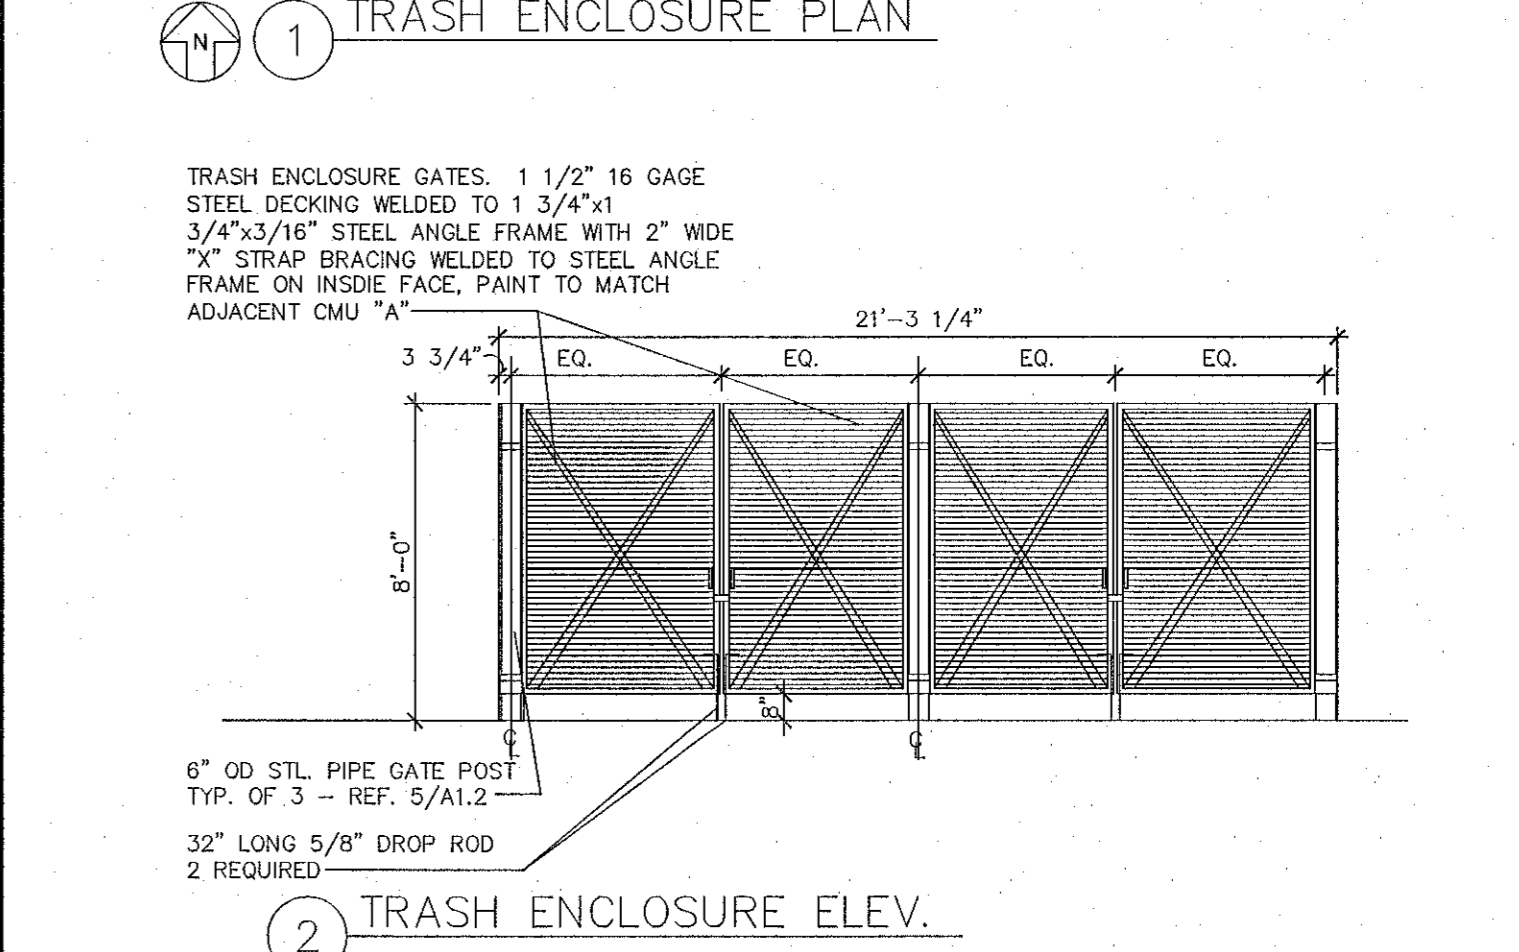 N
1
TRASH ENCLOSURE PLAN
TRASH ENCLOSURE GATES. 1 1/2" 16 GAGE
STEEL DECKING WELDED TO 1 3/4"x1
3/4"x3/16" STEEL ANGLE FRAME WITH 2" WIDE
"X" STRAP BRACING WELDED TO STEEL ANGLE
FRAME ON INSDIE FACE, PAINT TO MATCH
ADJACENT CMU "A"
21'-3 1/4"
3 3/4"
EQ.
EQ.
EQ.
EQ.
8'-0"
8"
CL
CL
6" OD STL. PIPE GATE POST
TYP. OF 3 - REF. 5/A1.2
32" LONG 5/8" DROP ROD
2 REQUIRED
2
TRASH ENCLOSURE ELEV.